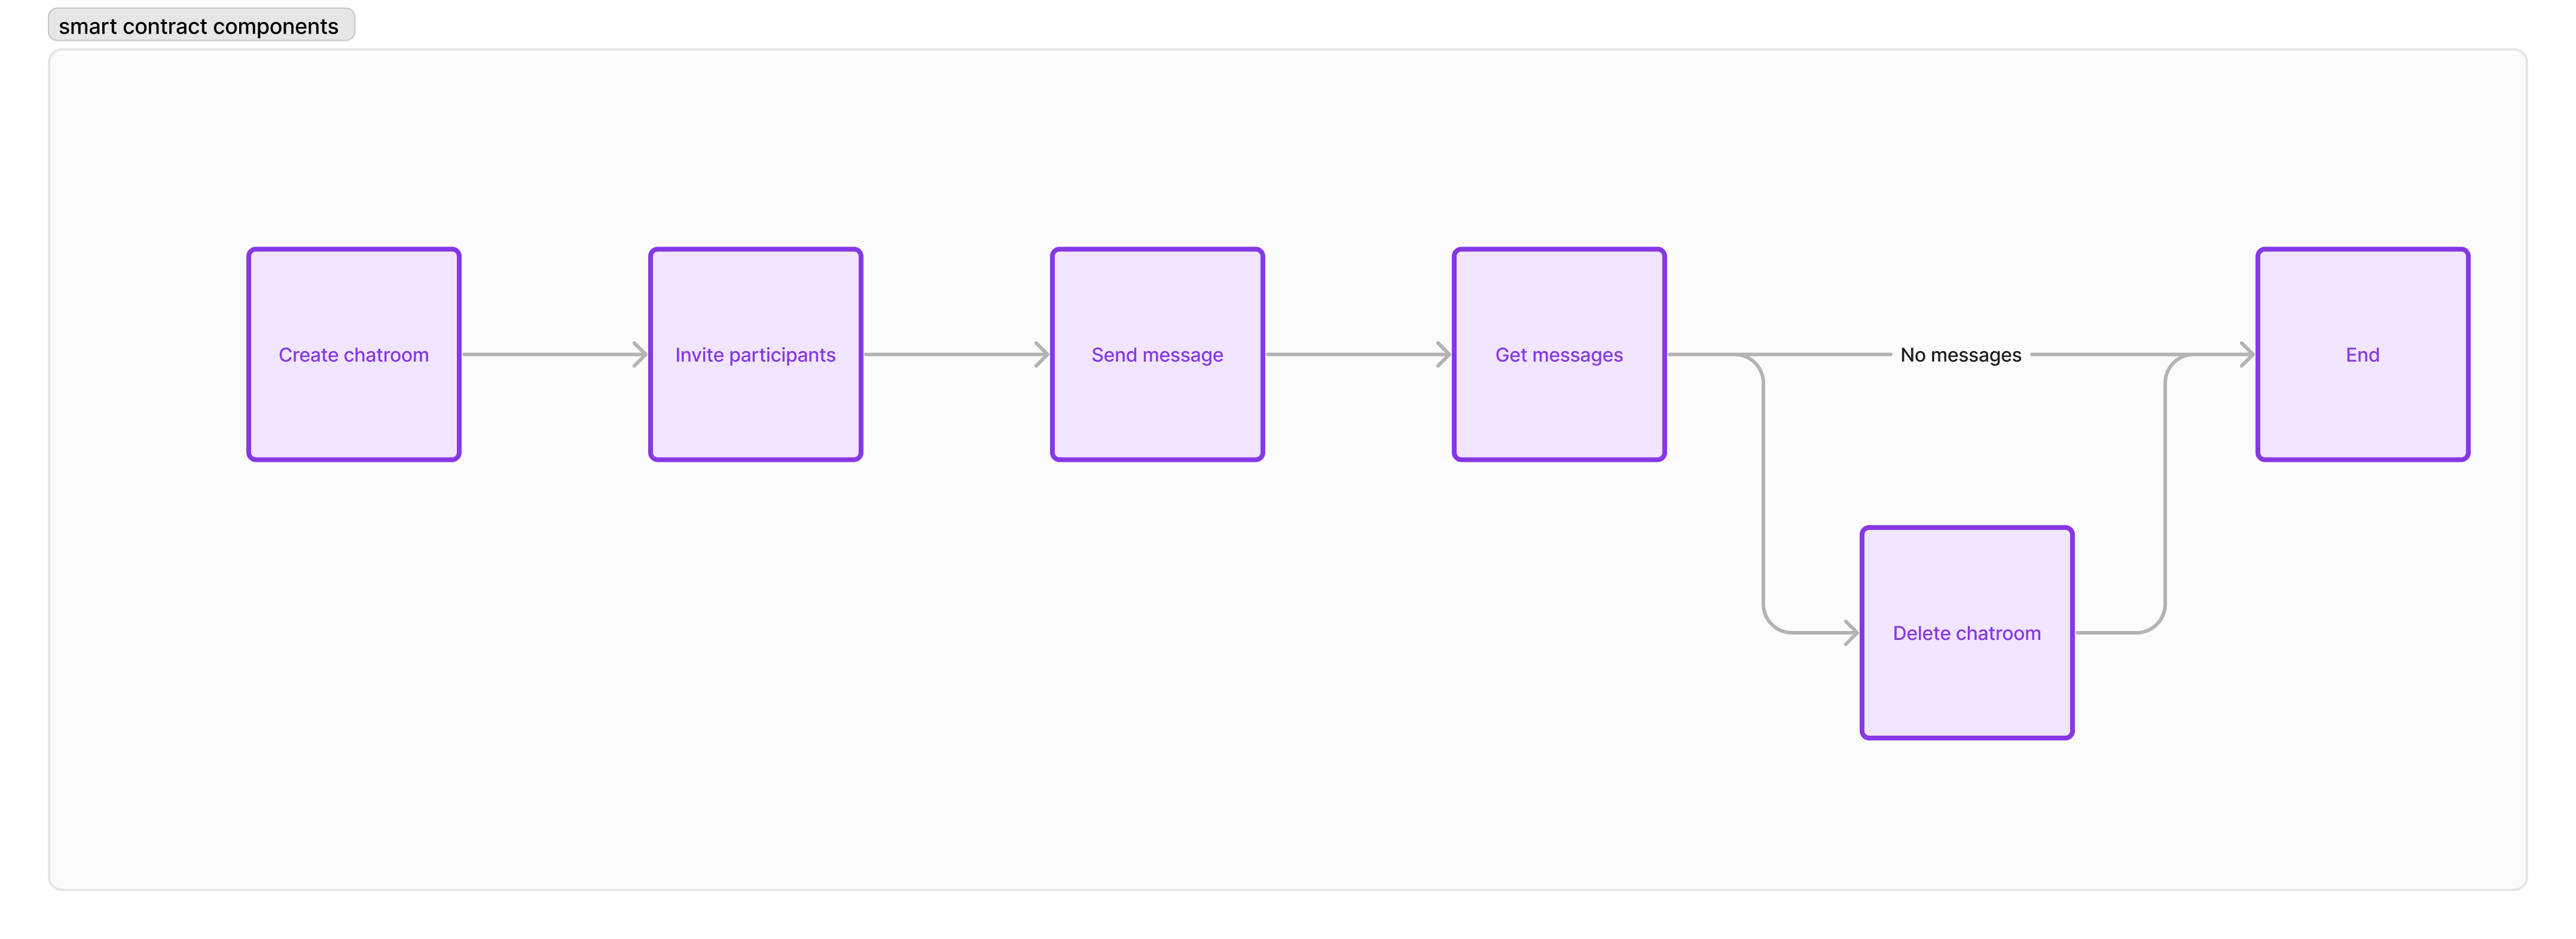 smart contract components
Create chatroom
Invite participants
Send message
Get messages
No messages
End
Delete chatroom